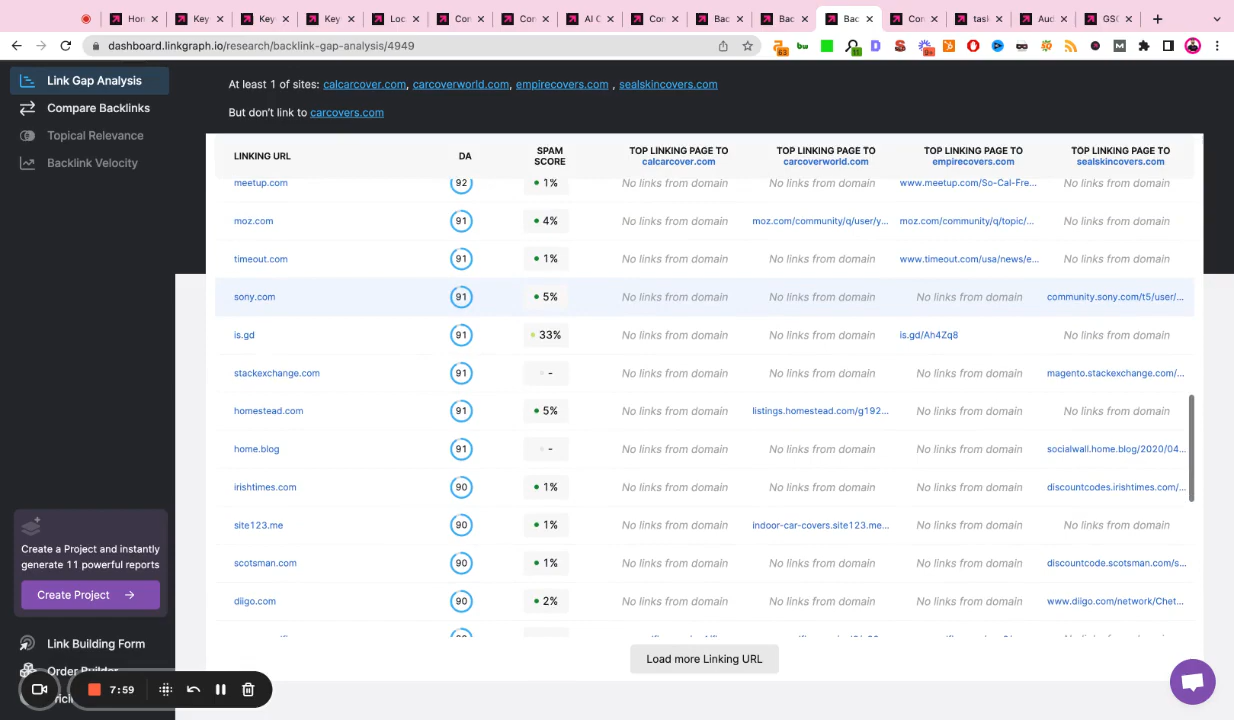 Hon
Key
Key
Key
Loc
Con
Con
AI C
Con
Bac
Bac
Bac
Con
task
Aud
GSC
dashboard.linkgraph.io/research/backlink-gap-analysis/4949
Link Gap Analysis
Compare Backlinks
Topical Relevance
Backlink Velocity
At least 1 of sites: calcarcover.com, carcoverworld.com, empirecovers.com , sealskincovers.com
But don't link to carcovers.com
LINKING URL DA SPAM SCORE TOP LINKING PAGE TO calcarcover.com TOP LINKING PAGE TO carcoverworld.com TOP LINKING PAGE TO empirecovers.com TOP LINKING PAGE TO sealskincovers.com
meetup.com 92 1% No links from domain No links from domain www.meetup.com/So-Cal-Fre... No links from domain
moz.com 91 4% No links from domain moz.com/community/q/user/y... moz.com/community/q/topic/... No links from domain
timeout.com 91 1% No links from domain No links from domain www.timeout.com/usa/news/e... No links from domain
sony.com 91 5% No links from domain No links from domain No links from domain community.sony.com/t5/user/...
is.gd 91 33% No links from domain No links from domain is.gd/Ah4Zq8 No links from domain
stackexchange.com 91 - No links from domain No links from domain No links from domain magento.stackexchange.com/...
homestead.com 91 5% No links from domain listings.homestead.com/g192... No links from domain No links from domain
home.blog 91 - No links from domain No links from domain No links from domain socialwall.home.blog/2020/04...
irishtimes.com 90 1% No links from domain No links from domain No links from domain discountcodes.irishtimes.com/...
site123.me 90 1% No links from domain indoor-car-covers.site123.me... No links from domain No links from domain
scotsman.com 90 1% No links from domain No links from domain No links from domain discountcode.scotsman.com/s...
diigo.com 90 2% No links from domain No links from domain No links from domain www.diigo.com/network/Chet...
Load more Linking URL
Create a Project and instantly
generate 11 powerful reports
Create Project →
Link Building Form
Order Builder
7:59